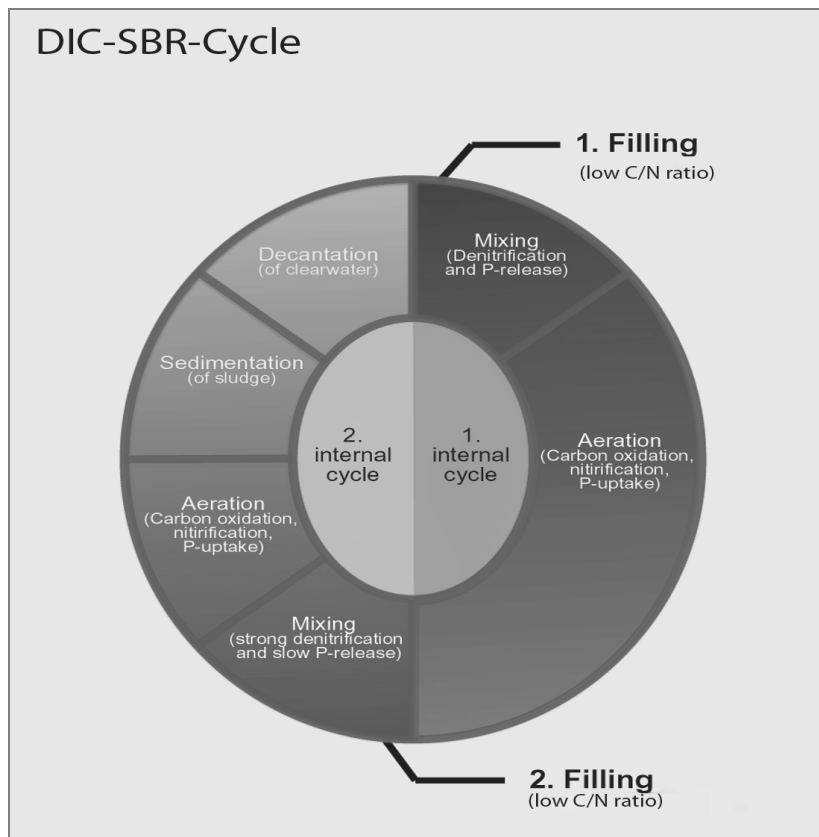 DIC-SBR-Cycle
1. Filling
(low C/N ratio)
Mixing
(Denitrification
and P-release)
Aeration
(Carbon oxidation,
nitirification,
P-uptake)
1.
internal
cycle
2. Filling
(low C/N ratio)
Mixing
(strong denitrification
and slow P-release)
Aeration
(Carbon oxidation,
nitirification,
P-uptake)
Sedimentation
(of sludge)
Decantation
(of clearwater)
2.
internal
cycle